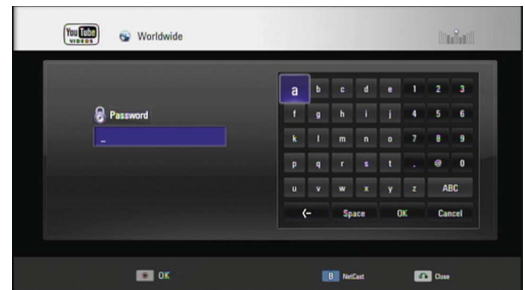 You Tube
VIDEOS
Worldwide
Password
_
a b c d e 1 2 3
f g h i j 4 5 6
k l m n o 7 8 9
p q r s t . @ 0
u v w x y z ABC
<- Space OK Cancel
OK
B NetCast
Close